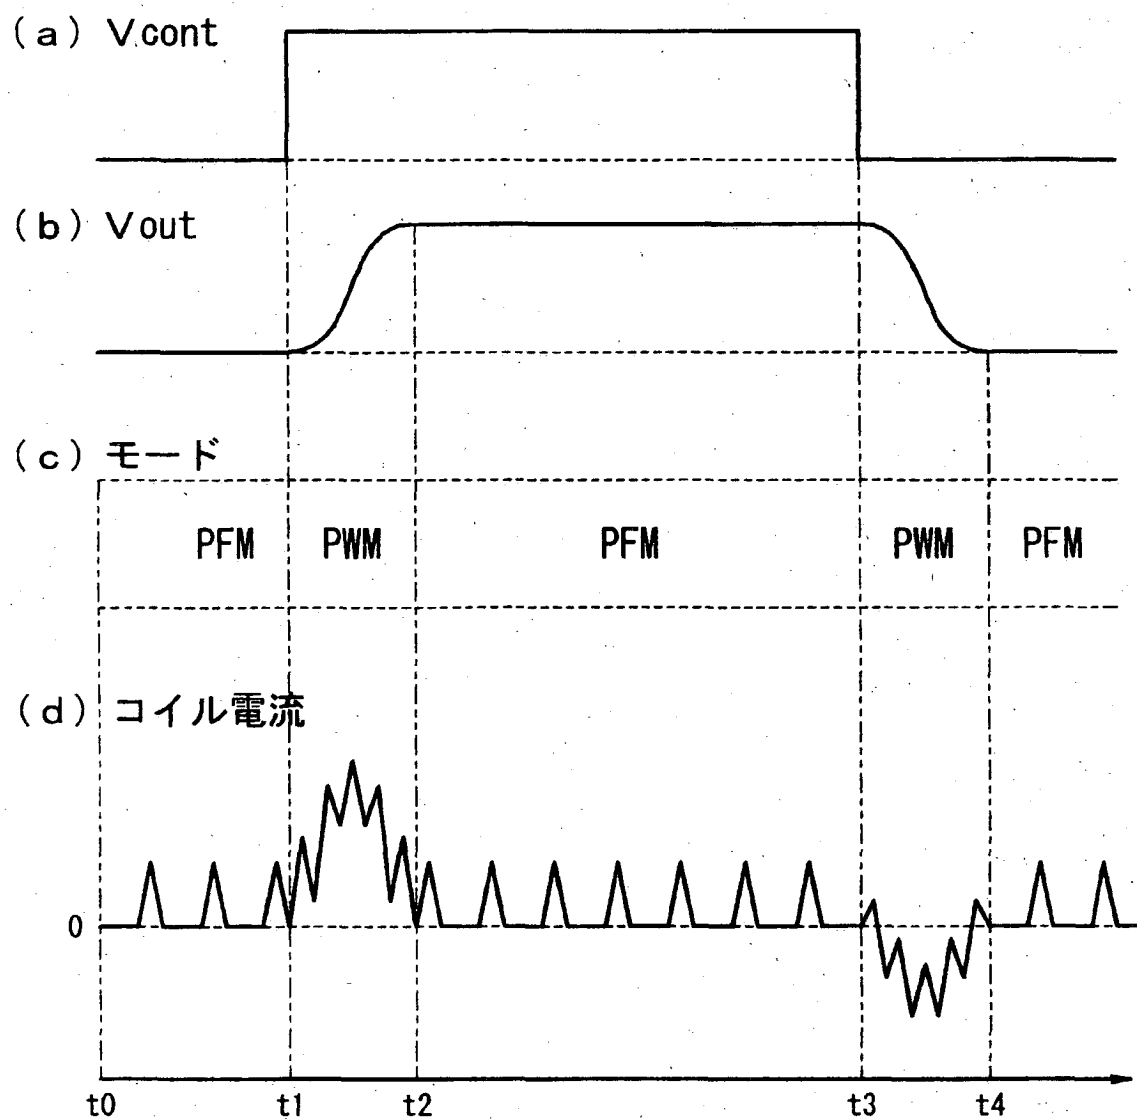 (a) Vcont
(b) Vout
(c) モード
PFM PWM PFM PWM PFM
(d) コイル電流
0
t0 t1 t2 t3 t4